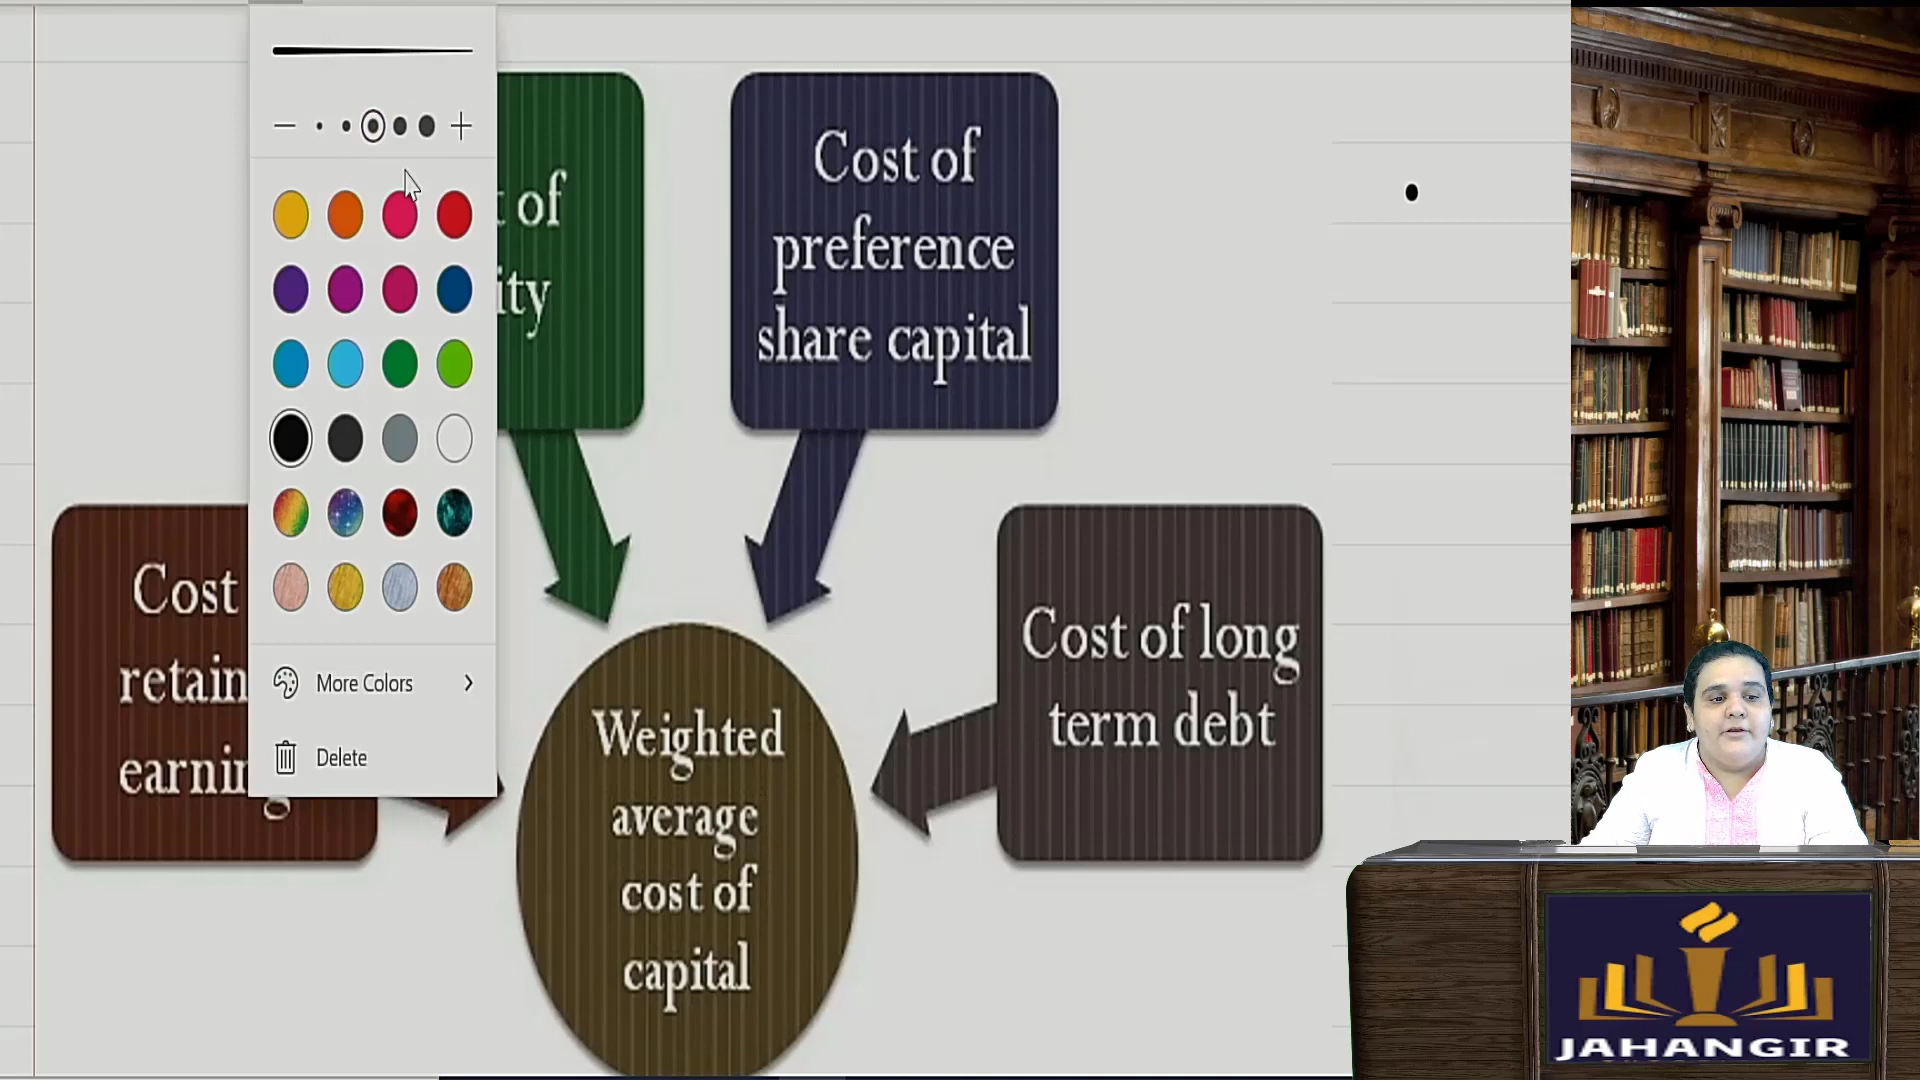 t of
ity
Cost of
preference
share capital
Cost
retain
earnin
Cost of long
term debt
Weighted
average
cost of
capital
More Colors
Delete
JAHANGIR